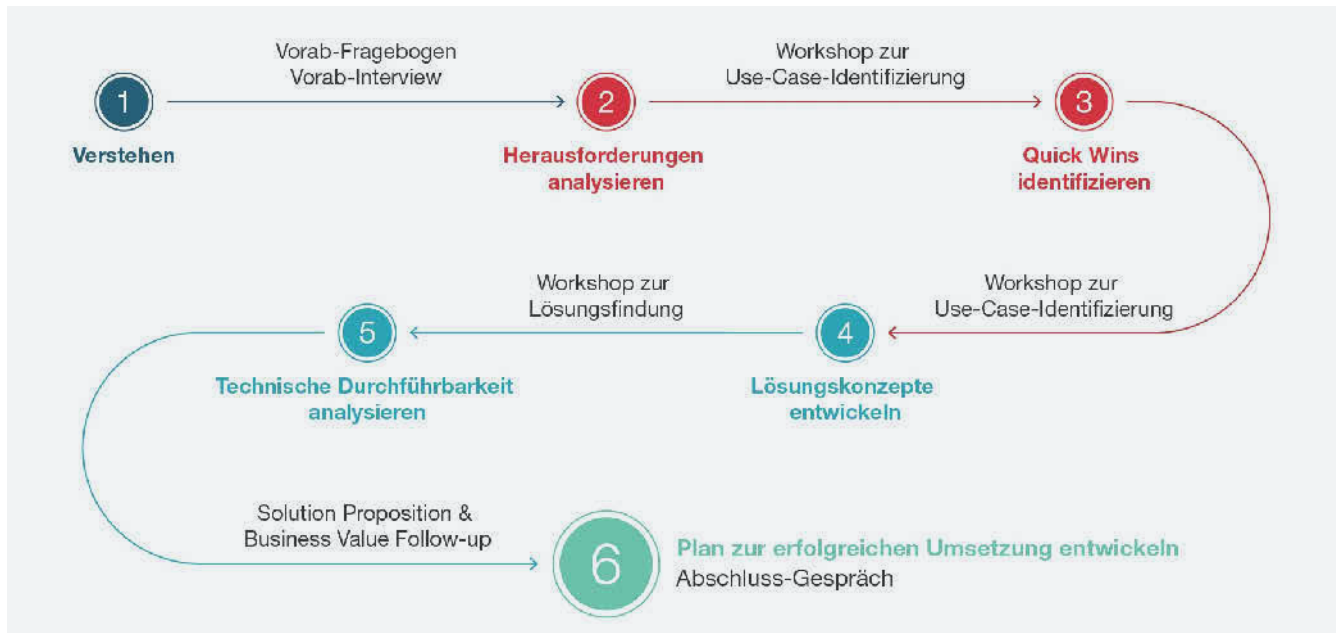 Vorab-Fragebogen
Vorab-Interview
Workshop zur
Use-Case-Identifizierung
1
2
3
Verstehen
Herausforderungen
analysieren
Quick Wins
identifizieren
Workshop zur
Lösungsfindung
Workshop zur
Use-Case-Identifizierung
5
4
Technische Durchführbarkeit
analysieren
Lösungskonzepte
entwickeln
Solution Proposition &
Business Value Follow-up
6
Plan zur erfolgreichen Umsetzung entwickeln
Abschluss-Gespräch